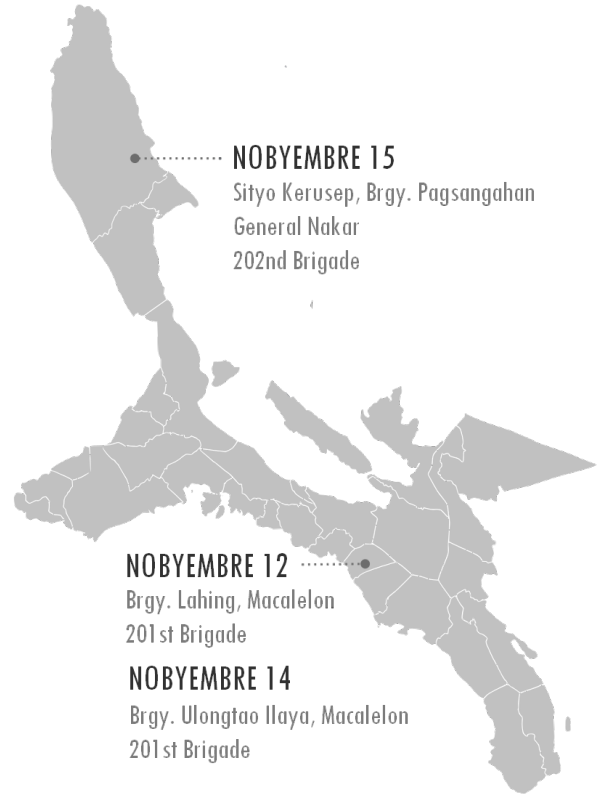 NOBYEMBRE 15
Sityo Kerusep, Brgy. Pagsangahan
General Nakar
202nd Brigade
NOBYEMBRE 12
Brgy. Lahing, Macalelon
201st Brigade
NOBYEMBRE 14
Brgy. Ulongtao Ilaya, Macalelon
201st Brigade